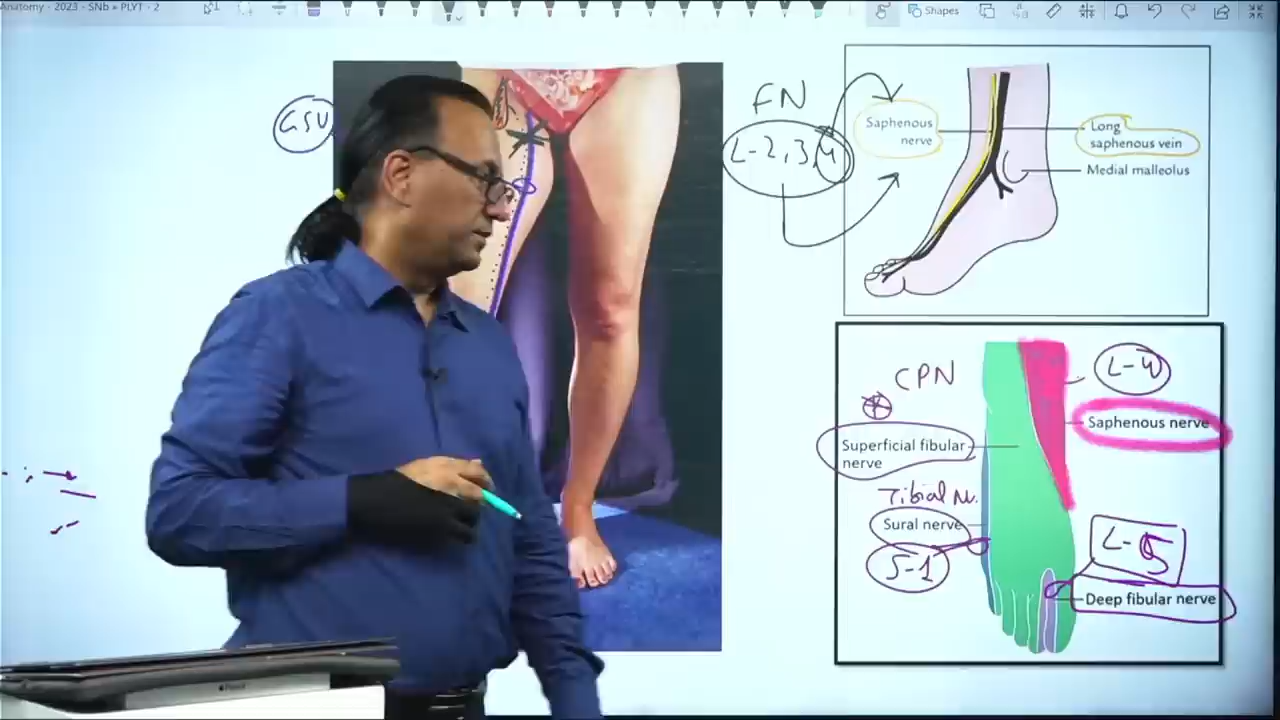 Anatomy - 2023 - SNb » PLYT - 2
Shapes
GSV
FN
L-2,3,4
Saphenous
nerve
Long
saphenous vein
Medial malleolus
CPN
L-4
Saphenous nerve
Superficial fibular
nerve
Tibial N.
Sural nerve
S-1
L-5
Deep fibular nerve